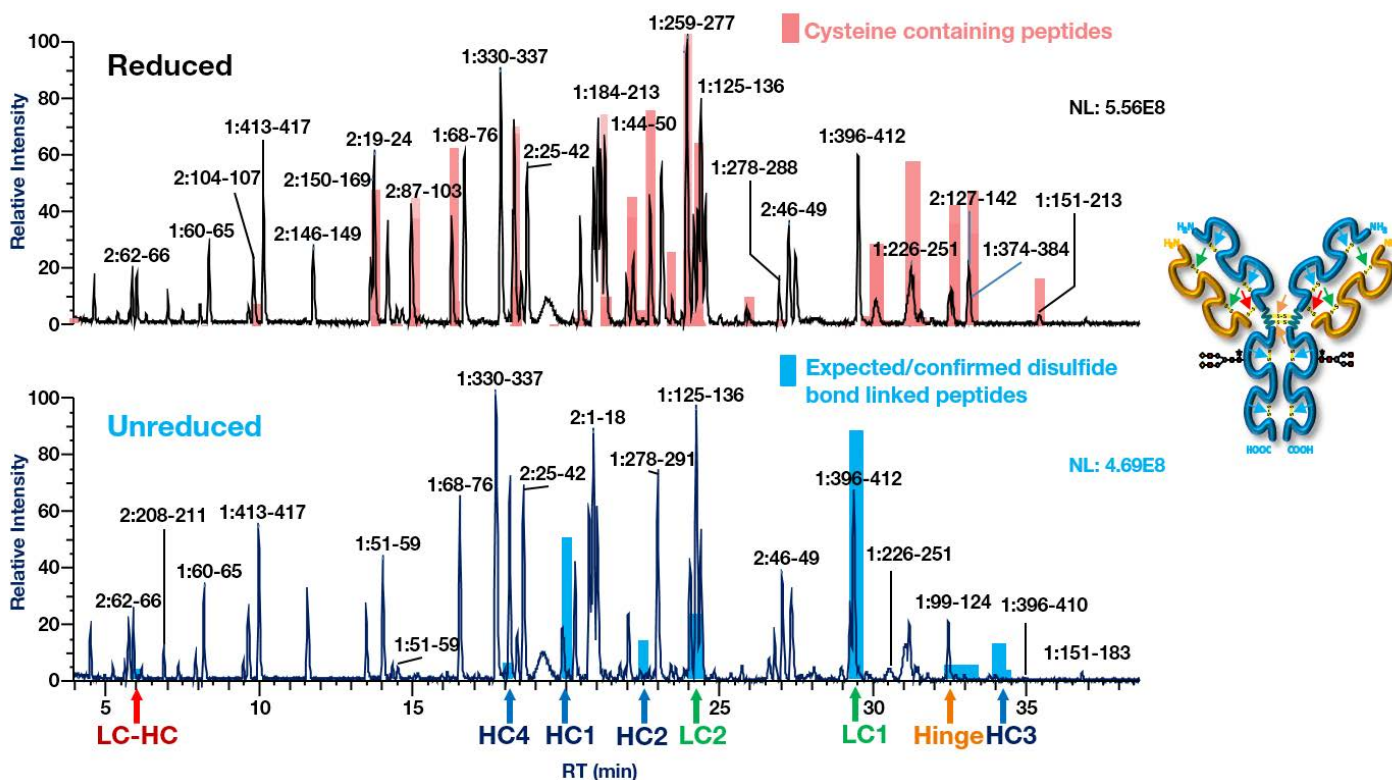 1:259-277
Cysteine containing peptides
100
Reduced
1:330-337
80
1:184-213
1:125-136
NL: 5.56E8
1:413-417
2:19-24
1:68-76
1:44-50
1:396-412
60
2:25-42
2:104-107
2:150-169
2:87-103
1:278-288
40
2:127-142
1:151-213
1:60-65
2:146-149
2:46-49
2:62-66
1:226-251
1:374-384
20
0
Relative Intensity
H₂N
H₂N
NH₂
HOOC
COOH
Expected/confirmed disulfide
bond linked peptides
1:330-337
1:125-136
100
Unreduced
2:1-18
80
1:278-291
NL: 4.69E8
1:68-76
2:25-42
1:396-412
60
2:208-211
1:413-417
1:51-59
40
1:60-65
2:46-49
1:226-251
2:62-66
1:99-124
1:396-410
20
1:51-59
1:151-183
0
Relative Intensity
5
10
15
25
30
35
LC-HC
HC4
HC1
HC2
LC2
LC1
Hinge
HC3
RT (min)